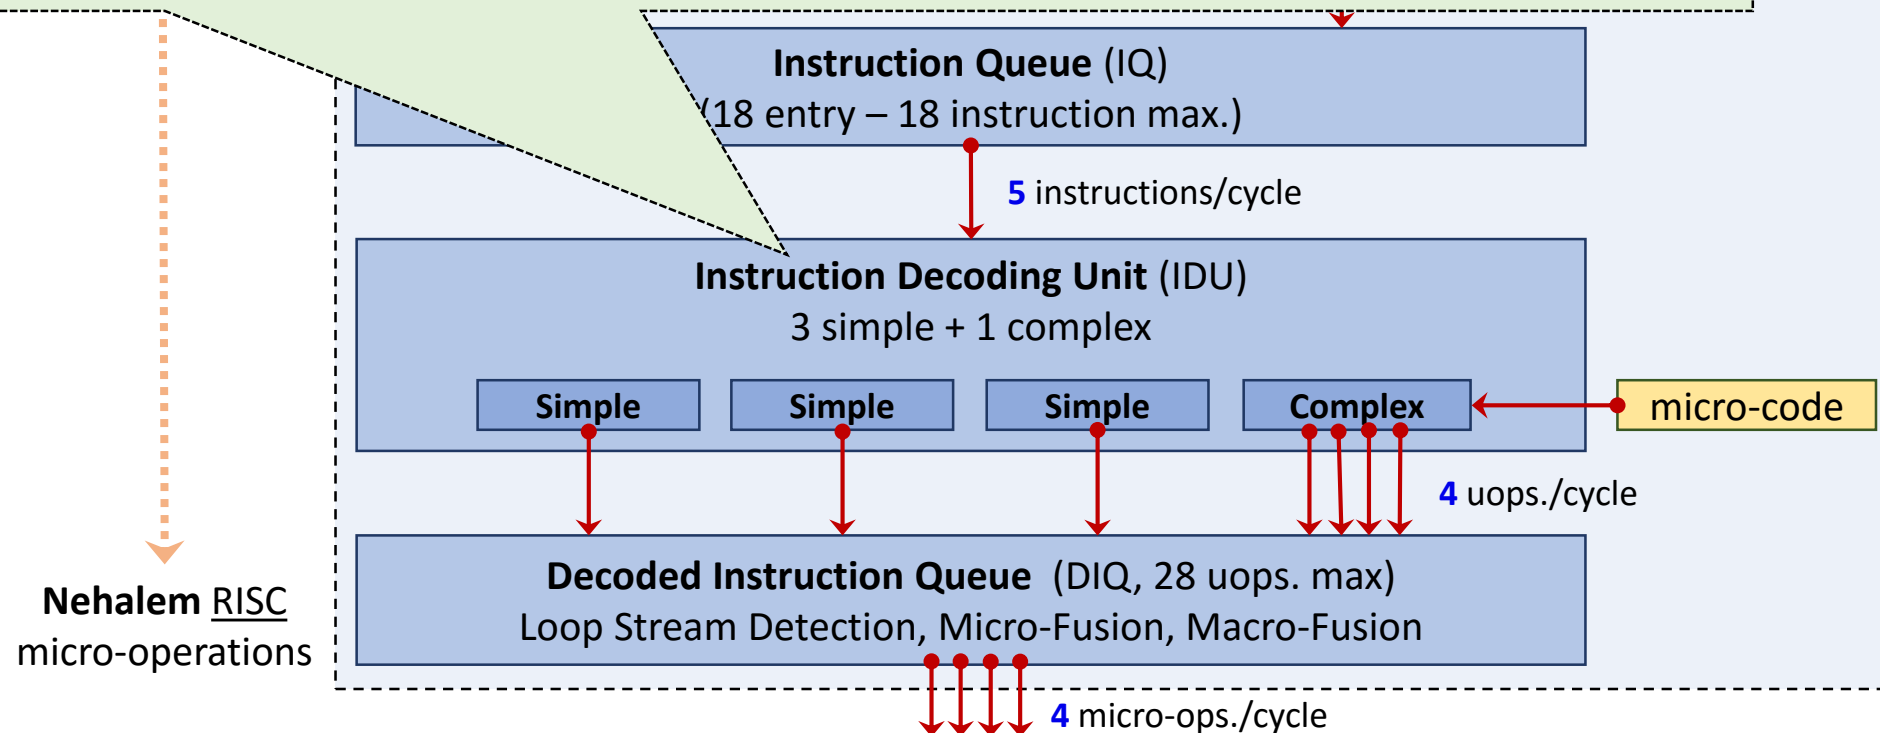 Instruction Queue (IQ)
(18 entry – 18 instruction max.)
5 instructions/cycle
Instruction Decoding Unit (IDU)
3 simple + 1 complex
Simple
Simple
Simple
Complex
micro-code
4 uops./cycle
Decoded Instruction Queue (DIQ, 28 uops. max)
Loop Stream Detection, Micro-Fusion, Macro-Fusion
Nehalem RISC
micro-operations
4 micro-ops./cycle